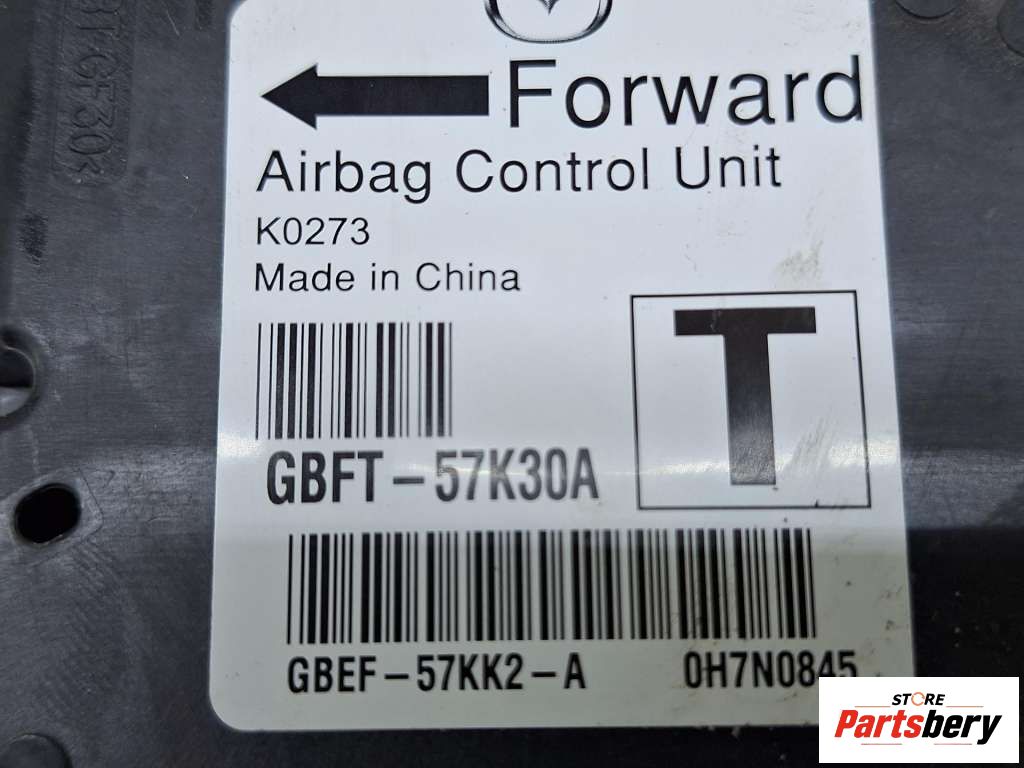 Forward
Airbag Control Unit
K0273
Made in China
T
GBFT-57K30A
GBEF-57KK2-A 0H7N0845
STORE
Partsbery